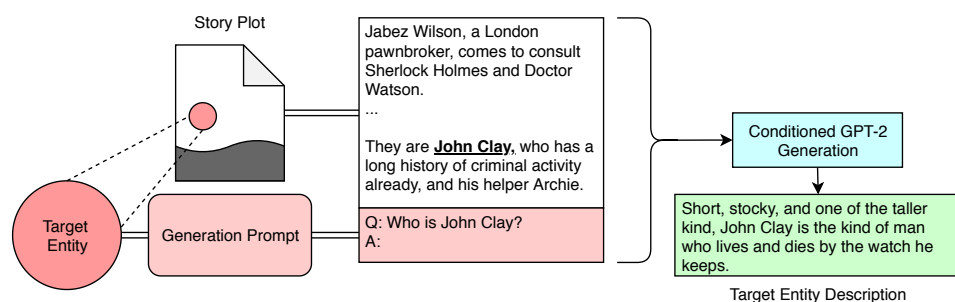 Story Plot
Jabez Wilson, a London
pawnbroker, comes to consult
Sherlock Holmes and Doctor
Watson.
...
They are John Clay, who has a
long history of criminal activity
already, and his helper Archie.
Target
Entity
Generation Prompt
Q: Who is John Clay?
A:
Conditioned GPT-2
Generation
Short, stocky, and one of the taller
kind, John Clay is the kind of man
who lives and dies by the watch he
keeps.
Target Entity Description